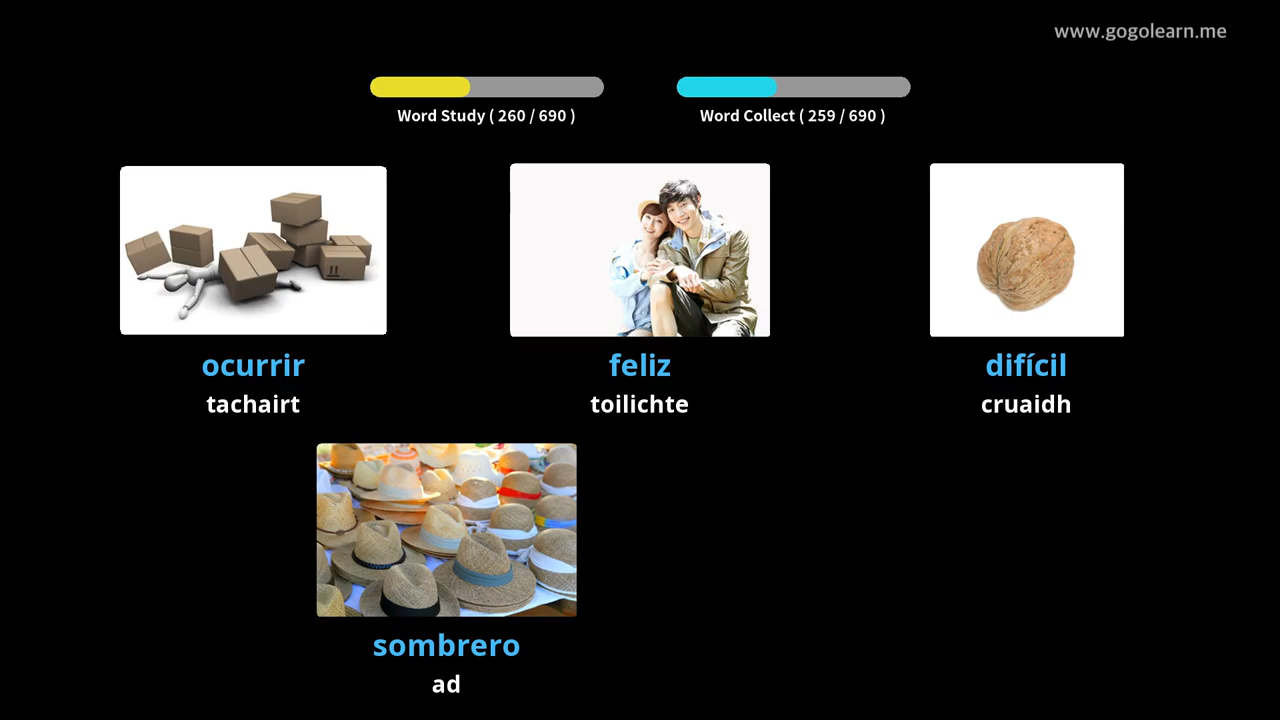 www.gogolearn.me
Word Study ( 260 / 690 )
Word Collect ( 259 / 690 )
ocurrir
tachairt
feliz
toilichte
difícil
cruaidh
sombrero
ad